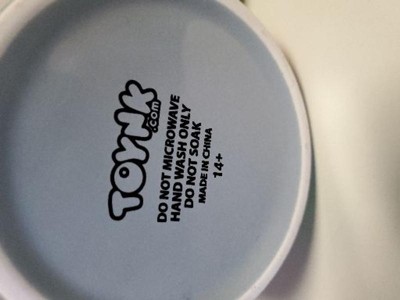 TOYNK
.com
DO NOT MICROWAVE
HAND WASH ONLY
DO NOT SOAK
MADE IN CHINA
14+